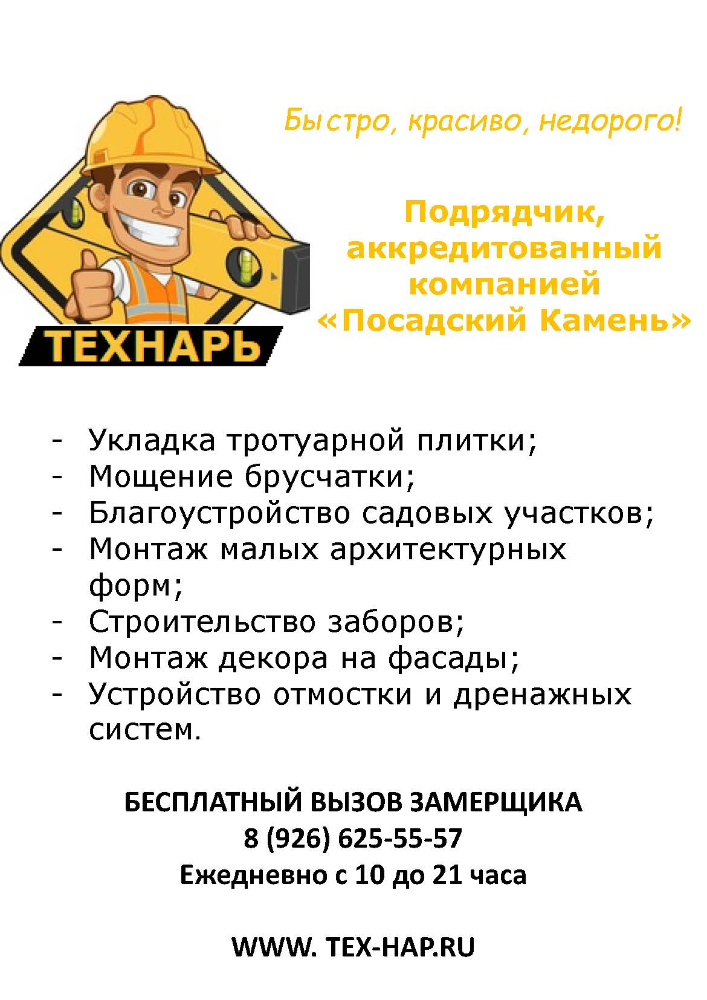 Быстро, красиво, недорого!
Подрядчик,
аккредитованный
компанией
«Посадский Камень»
ТЕХНАРЬ
- Укладка тротуарной плитки;
- Мощение брусчатки;
- Благоустройство садовых участков;
- Монтаж малых архитектурных
форм;
- Строительство заборов;
- Монтаж декора на фасады;
- Устройство отмостки и дренажных
систем.
БЕСПЛАТНЫЙ ВЫЗОВ ЗАМЕРЩИКА
8 (926) 625-55-57
Ежедневно с 10 до 21 часа
WWW. TEX-HAP.RU